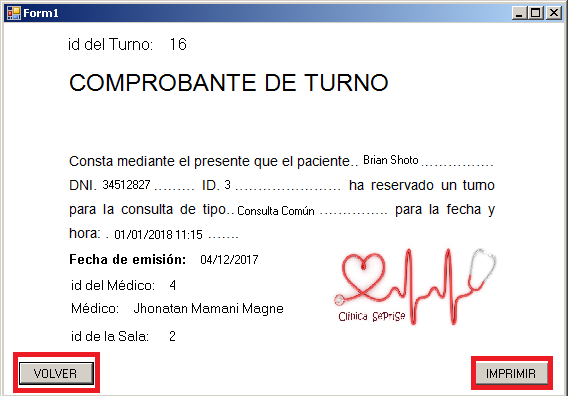 Form1
id del Turno: 16
COMPROBANTE DE TURNO
Consta mediante el presente que el paciente.. Brian Shoto ................
DNI. 34512827 ......... ID. 3 ...................... ha reservado un turno
para la consulta de tipo.. Consulta Común .............. para la fecha y
hora: . 01/01/2018 11:15 .......
Fecha de emisión: 04/12/2017
id del Médico: 4
Médico: Jhonatan Mamani Magne
Clínica SePriSe
id de la Sala: 2
VOLVER
IMPRIMIR